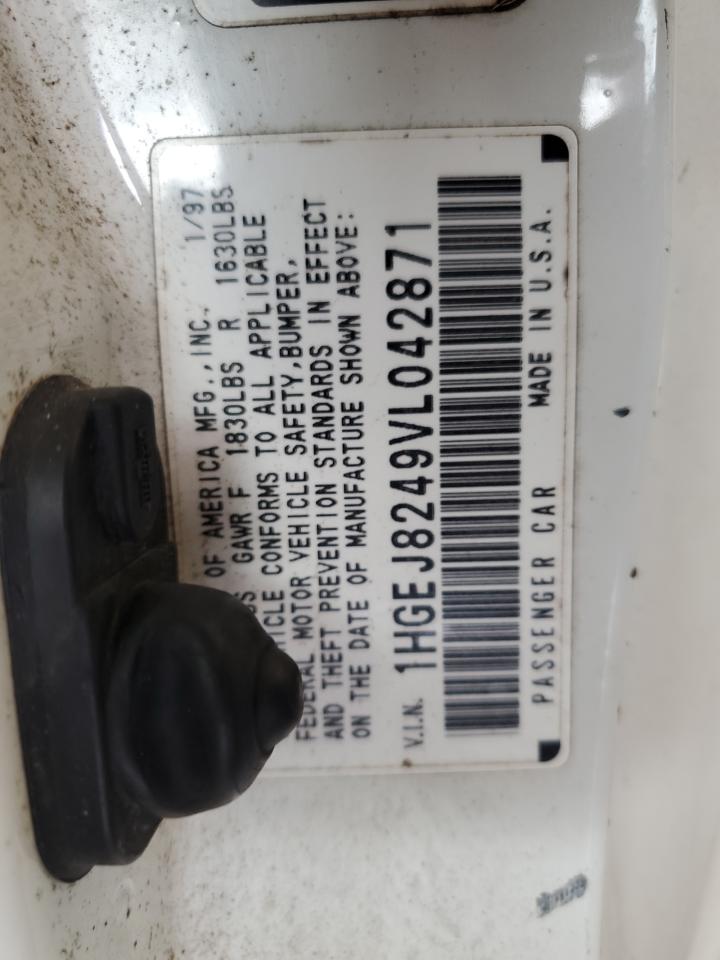 OF AMERICA MFG.,INC. 1/97
GAWR F 1830LBS R 1630LBS
CONFORMS TO ALL APPLICABLE
FEDERAL MOTOR VEHICLE SAFETY,BUMPER,
AND THEFT PREVENTION STANDARDS IN EFFECT
ON THE DATE OF MANUFACTURE SHOWN ABOVE:
V.I.N. 1HGEJ8249VL042871
PASSENGER CAR MADE IN U.S.A.